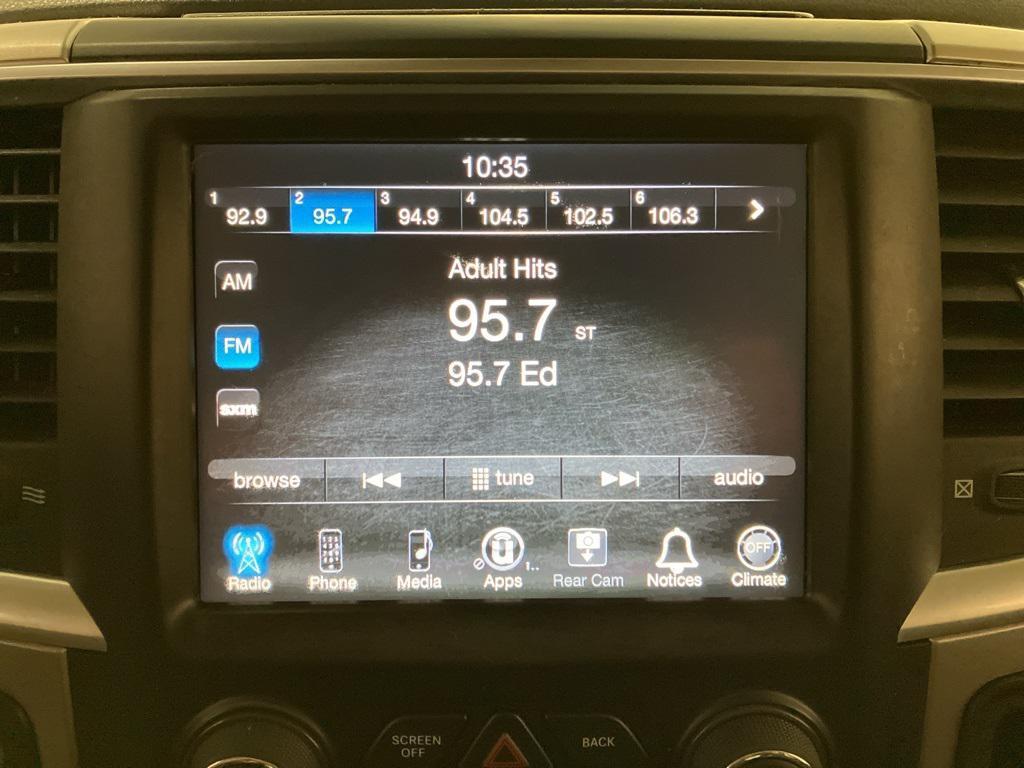 10:35
1 92.9 2 95.7 3 94.9 4 104.5 5 102.5 6 106.3
Adult Hits
AM
95.7 ST
FM
95.7 Ed
sxm
browse tune audio
OFF
1..
Radio Phone Media Apps Rear Cam Notices Climate
SCREEN OFF
BACK